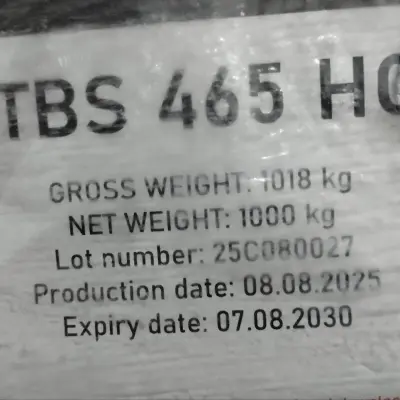 TBS 465 HG
GROSS WEIGHT: 1018 kg
NET WEIGHT: 1000 kg
Lot number: 25C080027
Production date: 08.08.2025
Expiry date: 07.08.2030